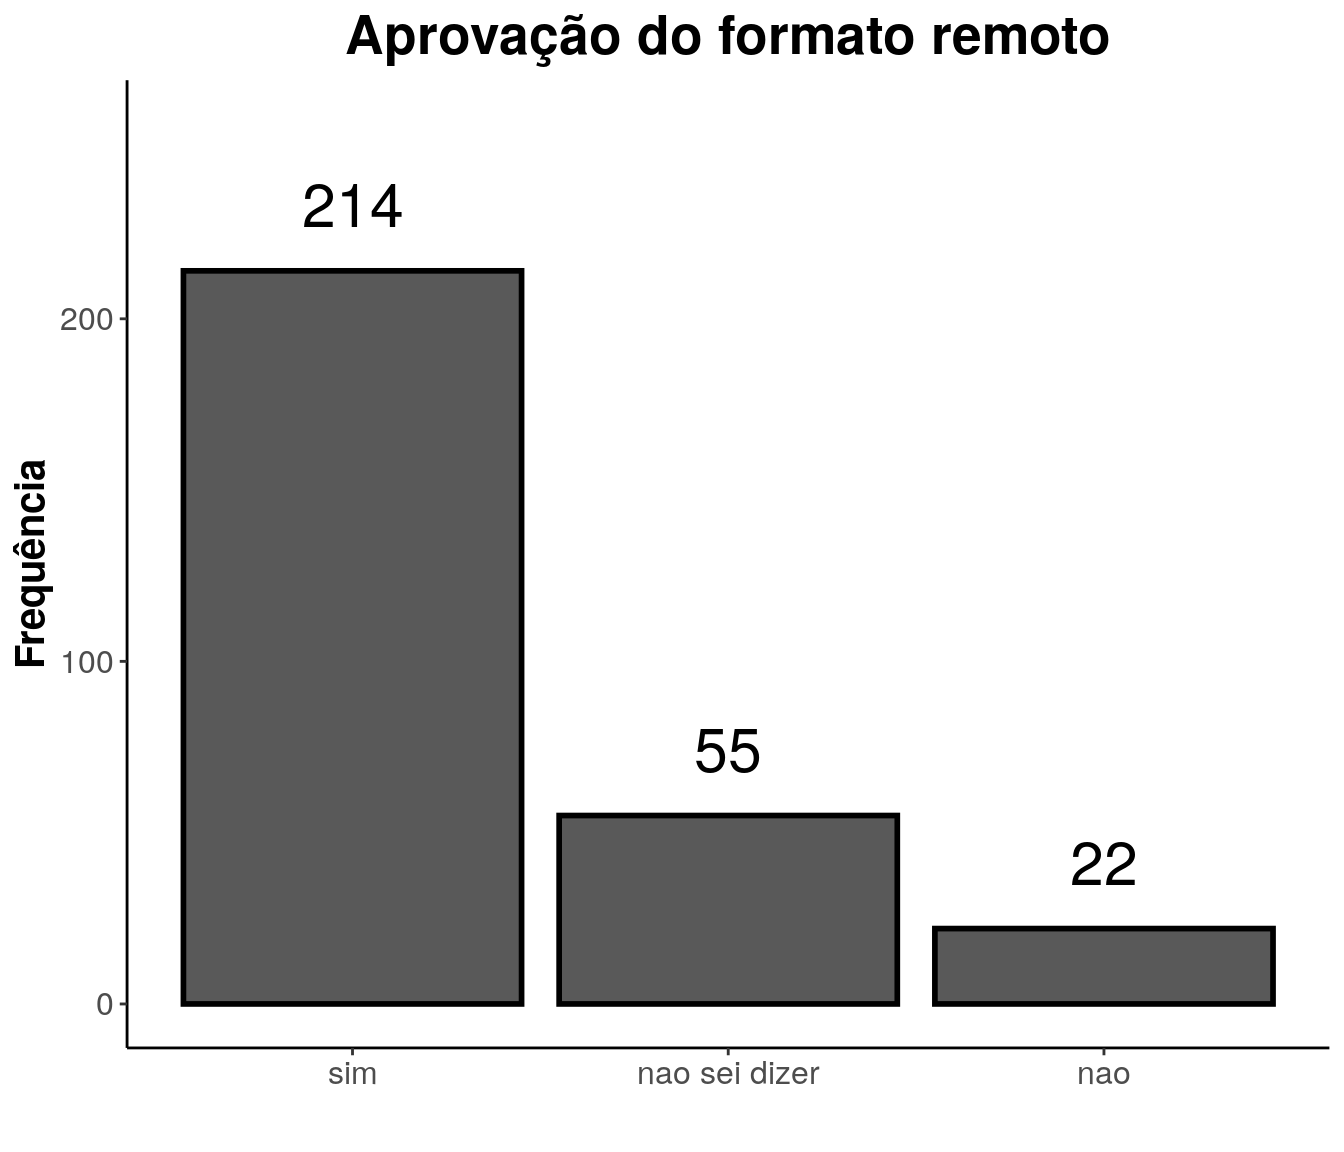 Aprovação do formato remoto
214
200
Frequência
100
55
22
0
sim
nao sei dizer
nao